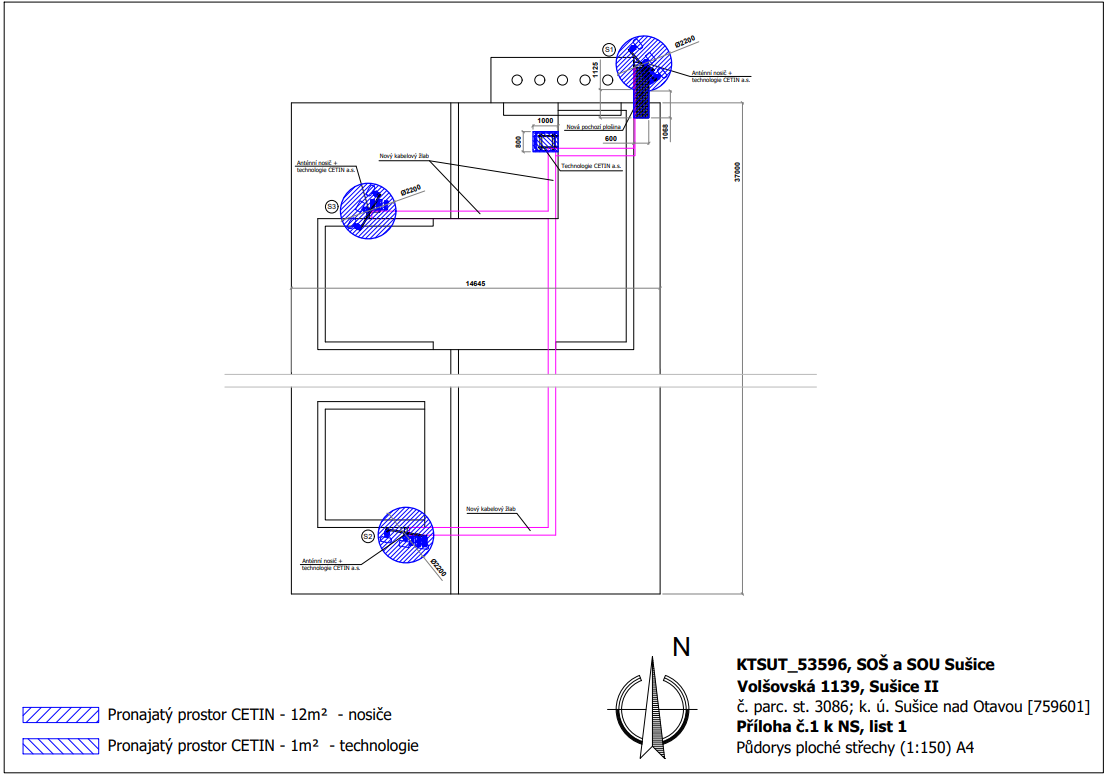 S1
Ø2200
Anténní nosič +
technologie CETIN a.s.
1125
Nová pochozí plošina
1068
600
1000
800
Technologie CETIN a.s.
Nový kabelový žlab
Anténní nosič +
technologie CETIN a.s.
Ø2200
S3
37000
14645
Nový kabelový žlab
S2
Anténní nosič +
technologie CETIN a.s.
Ø2200
N
KTSUT_53596, SOŠ a SOU Sušice
Volšovská 1139, Sušice II
č. parc. st. 3086; k. ú. Sušice nad Otavou [759601]
Příloha č.1 k NS, list 1
Půdorys ploché střechy (1:150) A4
Pronajatý prostor CETIN - 12m² - nosiče
Pronajatý prostor CETIN - 1m² - technologie